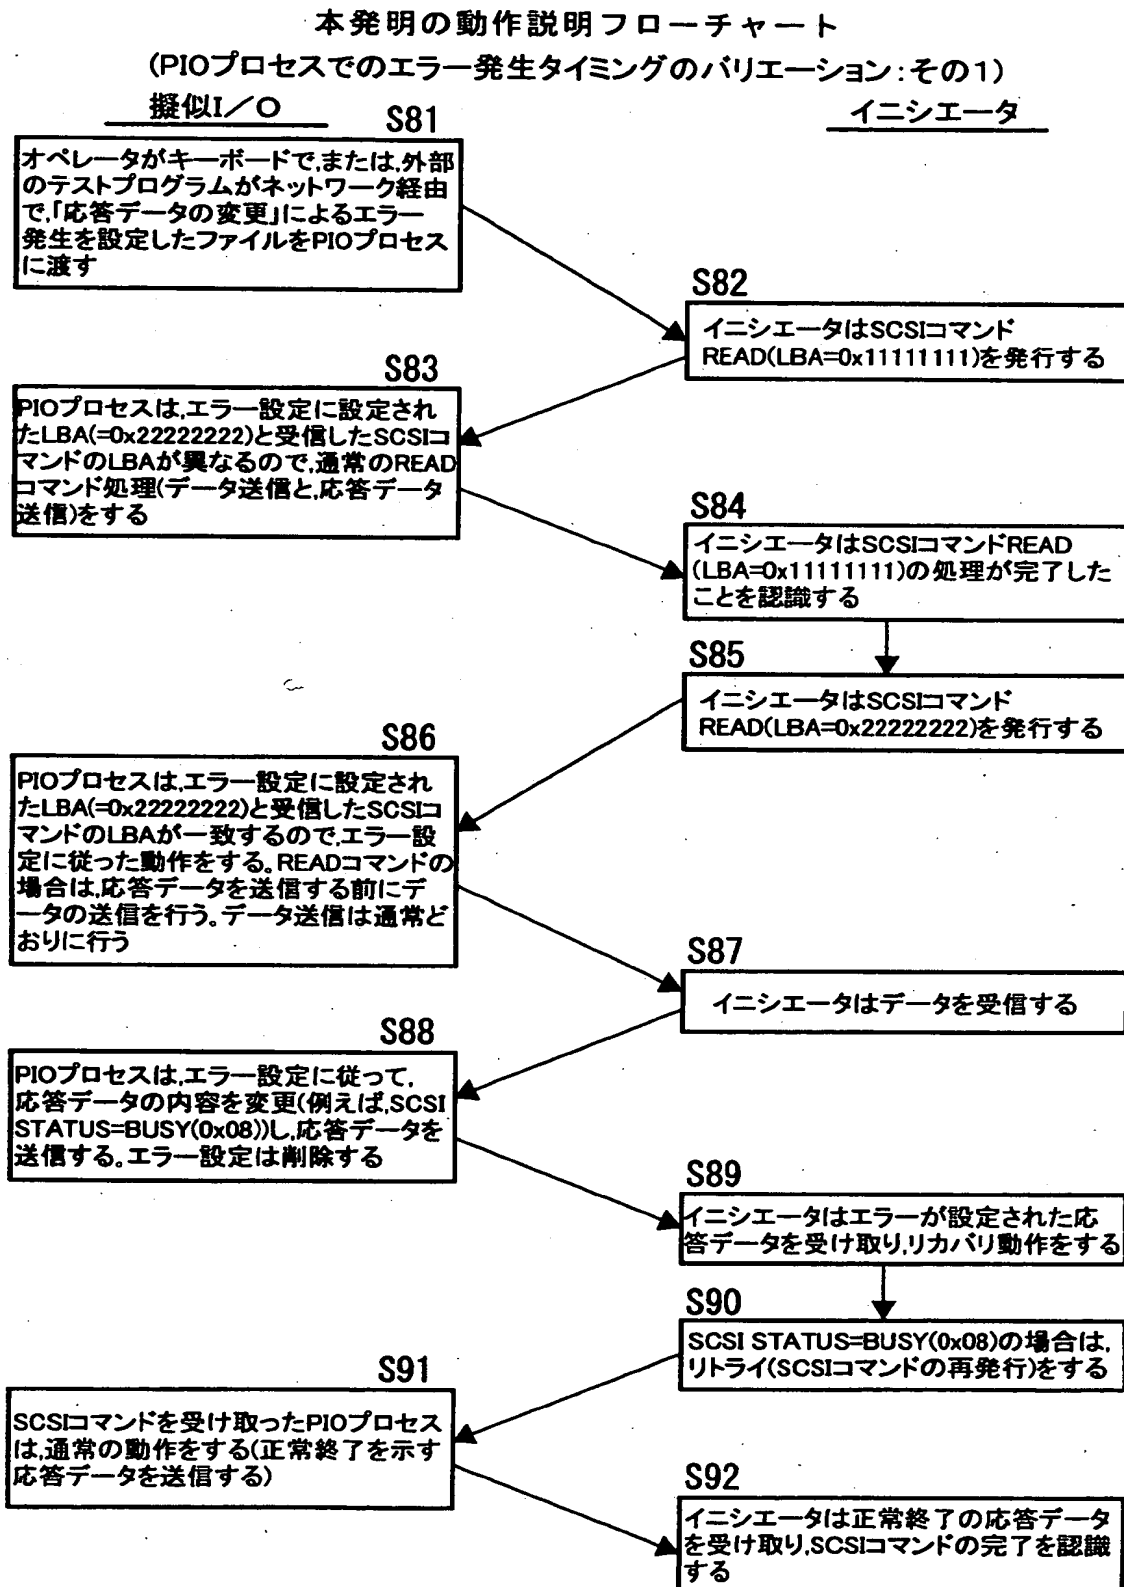 本発明の動作説明フローチャート
(PIOプロセスでのエラー発生タイミングのバリエーション:その1)
擬似I/O
イニシエータ
S81
オペレータがキーボードで,または,外部
のテストプログラムがネットワーク経由
で,「応答データの変更」によるエラー
発生を設定したファイルをPIOプロセス
に渡す
S82
イニシエータはSCSIコマンド
READ(LBA=0x11111111)を発行する
S83
PIOプロセスは,エラー設定に設定され
たLBA(=0x22222222)と受信したSCSIコ
マンドのLBAが異なるので,通常のREAD
コマンド処理(データ送信と,応答データ
送信)をする
S84
イニシエータはSCSIコマンドREAD
(LBA=0x11111111)の処理が完了した
ことを認識する
S85
イニシエータはSCSIコマンド
READ(LBA=0x22222222)を発行する
S86
PIOプロセスは,エラー設定に設定され
たLBA(=0x22222222)と受信したSCSIコ
マンドのLBAが一致するので,エラー設
定に従った動作をする。READコマンドの
場合は,応答データを送信する前にデ
ータの送信を行う。データ送信は通常ど
おりに行う
S87
イニシエータはデータを受信する
S88
PIOプロセスは,エラー設定に従って,
応答データの内容を変更(例えば,SCSI
STATUS=BUSY(0x08))し,応答データを
送信する。エラー設定は削除する
S89
イニシエータはエラーが設定された応
答データを受け取り,リカバリ動作をする
S90
SCSI STATUS=BUSY(0x08)の場合は,
リトライ(SCSIコマンドの再発行)をする
S91
SCSIコマンドを受け取ったPIOプロセス
は,通常の動作をする(正常終了を示す
応答データを送信する)
S92
イニシエータは正常終了の応答データ
を受け取り,SCSIコマンドの完了を認識
する